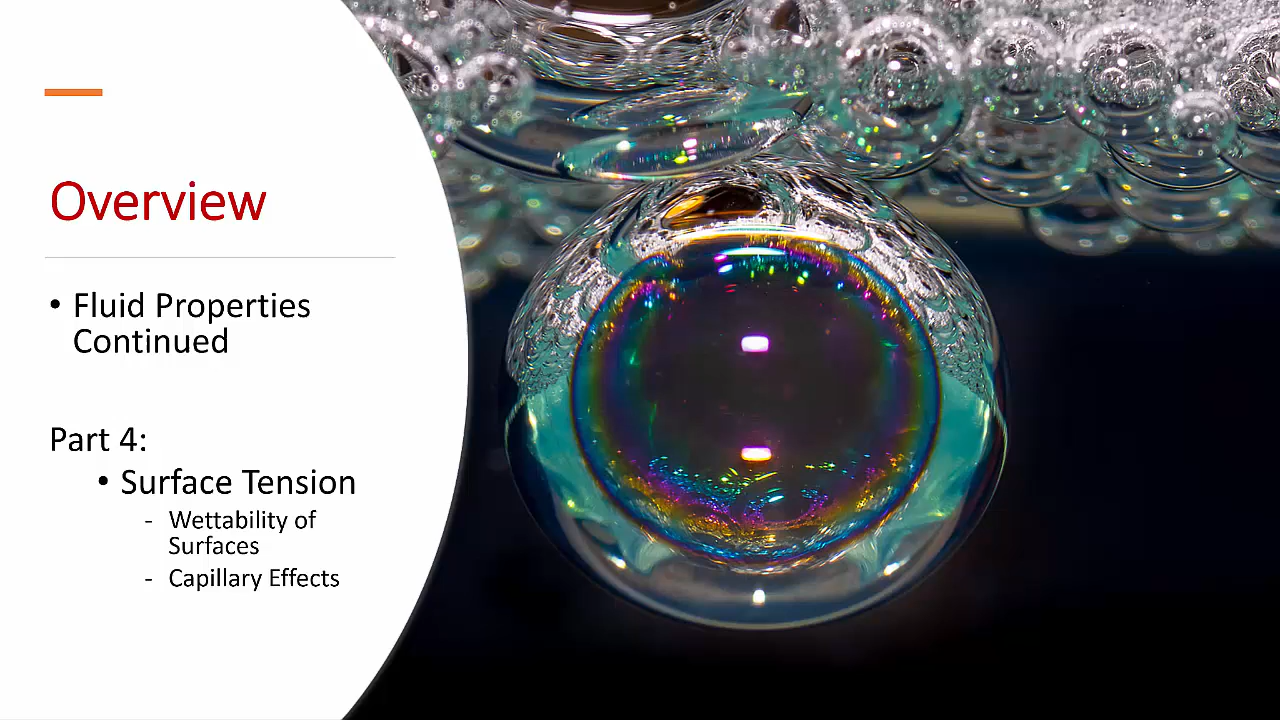 Overview
• Fluid Properties
Continued
Part 4:
• Surface Tension
- Wettability of
Surfaces
- Capillary Effects